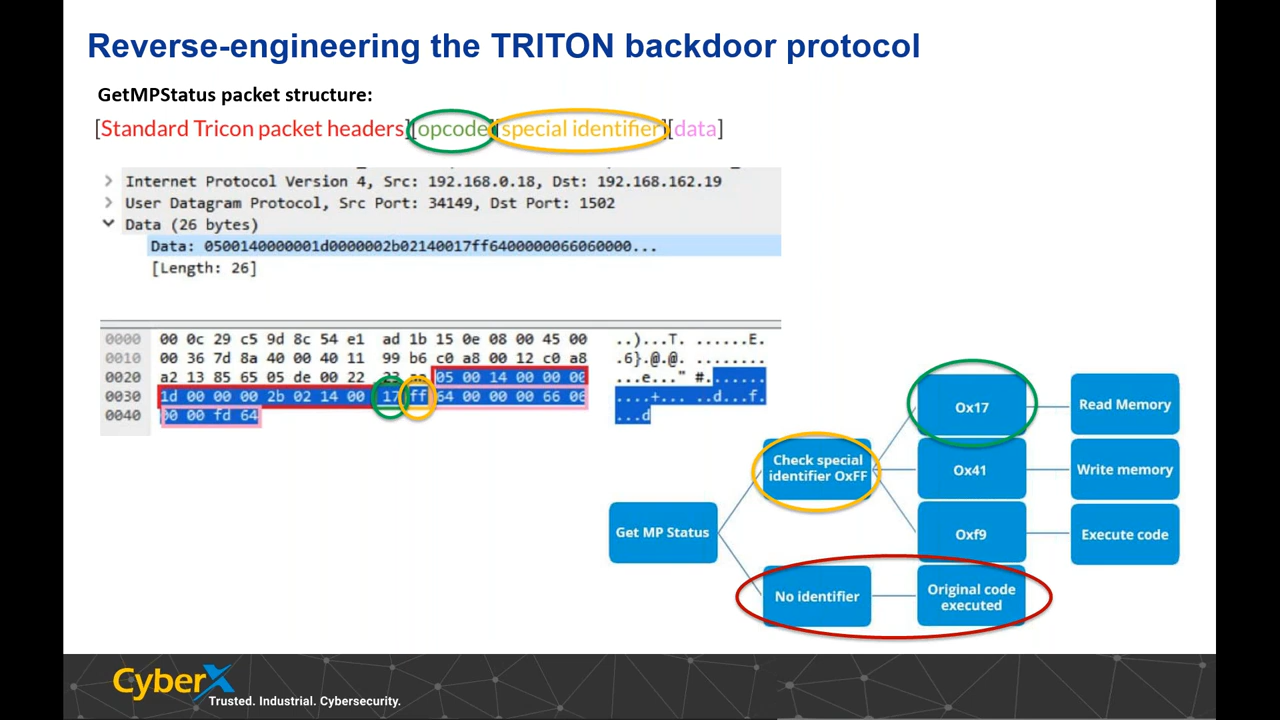 Reverse-engineering the TRITON backdoor protocol
GetMPStatus packet structure:
[Standard Tricon packet headers][opcode][special identifier][data]
Internet Protocol Version 4, Src: 192.168.0.18, Dst: 192.168.162.19
User Datagram Protocol, Src Port: 34149, Dst Port: 1502
Data (26 bytes)
Data: 0500140000001d0000002b02140017ff6400000066060000...
[Length: 26]
0000 00 0c 29 c5 9d 8c 54 e1 ad 1b 15 0e 08 00 45 00 ..)...T. ......E.
0010 00 36 7d 8a 40 00 40 11 99 b6 c0 a8 00 12 c0 a8 .6}.@.@. ........
0020 a2 13 85 65 05 de 00 22 23 05 00 14 00 00 00 ...e..." #.......
0030 1d 00 00 00 2b 02 14 00 17 ff 64 00 00 00 66 06 ....+... ..d...f.
0040 00 00 fd 64 ...d
Ox17
Read Memory
Check special
identifier OxFF
Ox41
Write memory
Get MP Status
Oxf9
Execute code
No identifier
Original code
executed
CyberX
Trusted. Industrial. Cybersecurity.